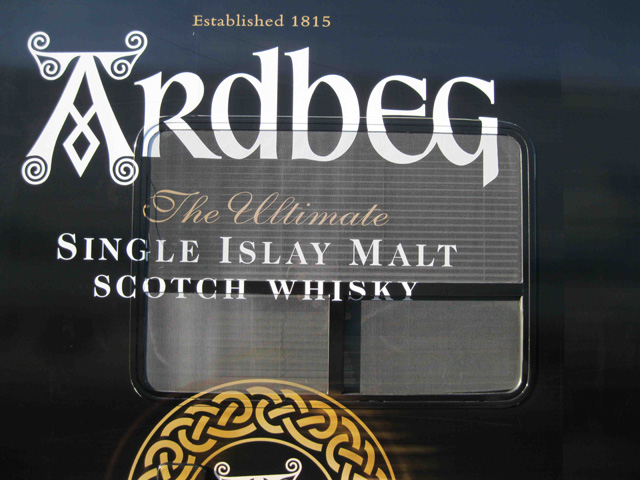 Established 1815
Ardbeg
The Ultimate
SINGLE ISLAY MALT
SCOTCH WHISKY